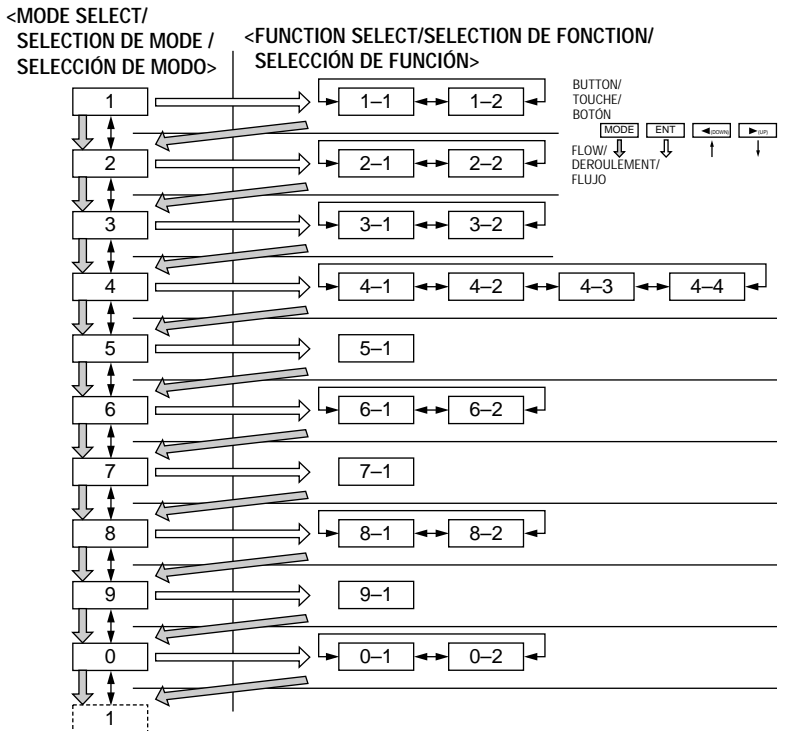 <MODE SELECT/
SELECTION DE MODE /
SELECCIÓN DE MODO>
<FUNCTION SELECT/SELECTION DE FONCTION/
SELECCIÓN DE FUNCIÓN>
BUTTON/
TOUCHE/
BOTÓN
MODE ENT ◄(DOWN) ►(UP)
FLOW/
DEROULEMENT/
FLUJO
1 1–1 1–2
2 2–1 2–2
3 3–1 3–2
4 4–1 4–2 4–3 4–4
5 5–1
6 6–1 6–2
7 7–1
8 8–1 8–2
9 9–1
0 0–1 0–2
1